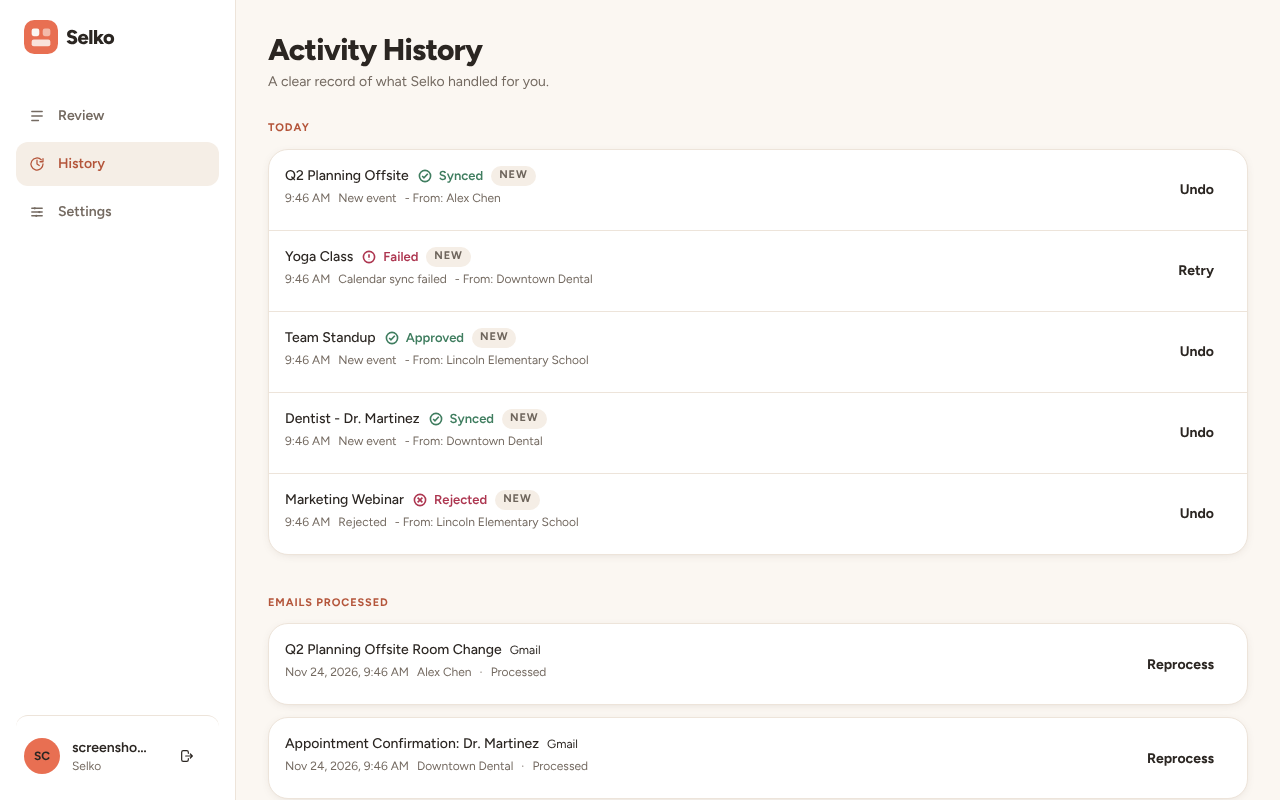 Selko
Review
History
Settings
SC
screensho...
Selko
Activity History
A clear record of what Selko handled for you.
TODAY
Q2 Planning Offsite Synced NEW
9:46 AM New event - From: Alex Chen
Undo
Yoga Class Failed NEW
9:46 AM Calendar sync failed - From: Downtown Dental
Retry
Team Standup Approved NEW
9:46 AM New event - From: Lincoln Elementary School
Undo
Dentist - Dr. Martinez Synced NEW
9:46 AM New event - From: Downtown Dental
Undo
Marketing Webinar Rejected NEW
9:46 AM Rejected - From: Lincoln Elementary School
Undo
EMAILS PROCESSED
Q2 Planning Offsite Room Change Gmail
Nov 24, 2026, 9:46 AM Alex Chen · Processed
Reprocess
Appointment Confirmation: Dr. Martinez Gmail
Nov 24, 2026, 9:46 AM Downtown Dental · Processed
Reprocess